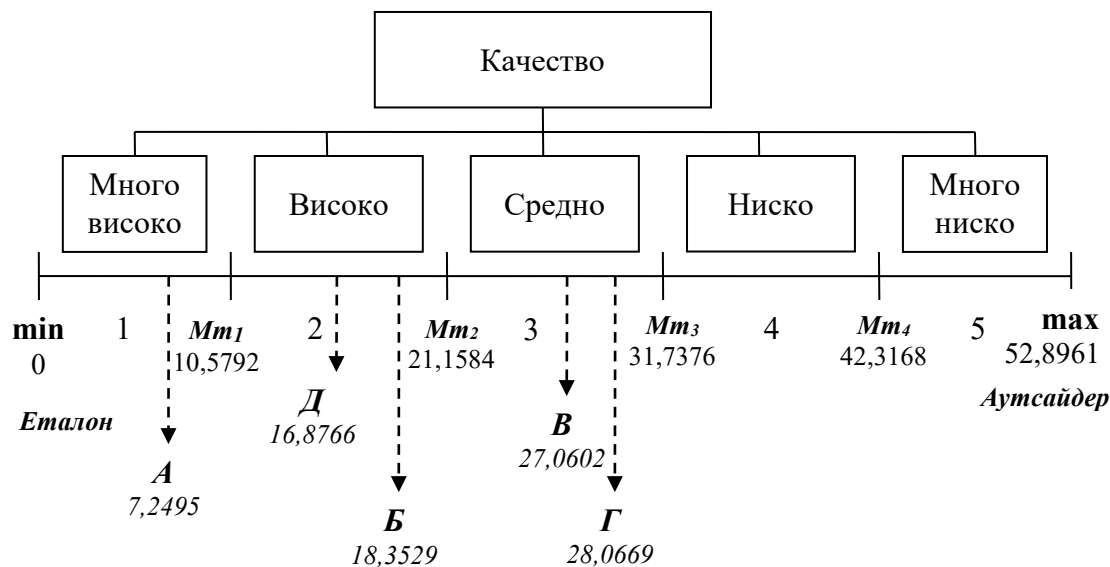 Качество
Много
високо
Високо
Средно
Ниско
Много
ниско
min 1 Mm1 2 Mm2 3 Mm3 4 Mm4 5 max
0 10,5792 21,1584 31,7376 42,3168 52,8961
Еталон
Аутсайдер
Д
16,8766
В
27,0602
А
7,2495
Б
18,3529
Г
28,0669